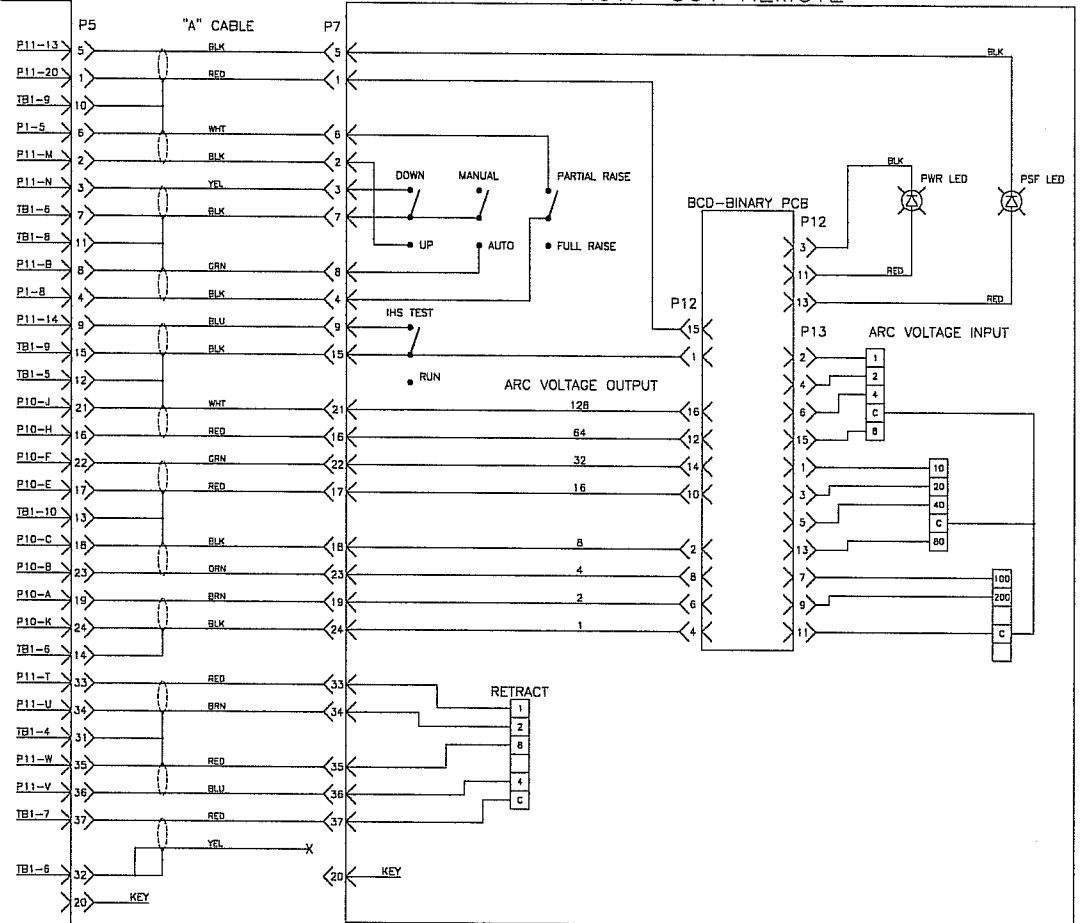 P5 "A" CABLE P7
P11-13 5 BLK 5 BLK
P11-20 1 RED 1
TB1-9 10
P1-5 6 WHT 6
P11-M 2 BLK 2
DOWN MANUAL PARTIAL RAISE
P11-N 3 YEL 3
TB1-6 7 BLK 7
TB1-8 11
UP AUTO FULL RAISE
P11-B 8 GRN 8
P1-8 4 BLK 4
IHS TEST
P11-14 9 BLU 9
TB1-9 15 BLK 15
RUN
TB1-5 12
ARC VOLTAGE OUTPUT
P10-J 21 WHT 21 128 16
P10-H 16 RED 16 64 12
P10-F 22 GRN 22 32 14
P10-E 17 RED 17 16 10
TB1-10 13
P10-C 18 BLK 18 8 2
P10-B 23 ORN 23 4 8
P10-A 19 BRN 19 2 6
P10-K 24 BLK 24 1 4
TB1-6 14
P11-T 33 RED 33
P11-U 34 BRN 34
TB1-4 31
P11-W 35 RED 35
P11-V 36 BLU 36
TB1-7 37 RED 37
YEL X
TB1-6 32
20 KEY
20 KEY
RETRACT
1
2
8
4
C
BLK PWR LED PSF LED
BCD-BINARY PCB
P12
3
11 RED
13 RED
P12
15
1
P13 ARC VOLTAGE INPUT
2 1
4 2
6 4
C
15 8
1 10
3 20
5 40
C
13 80
7 100
9 200
11 C